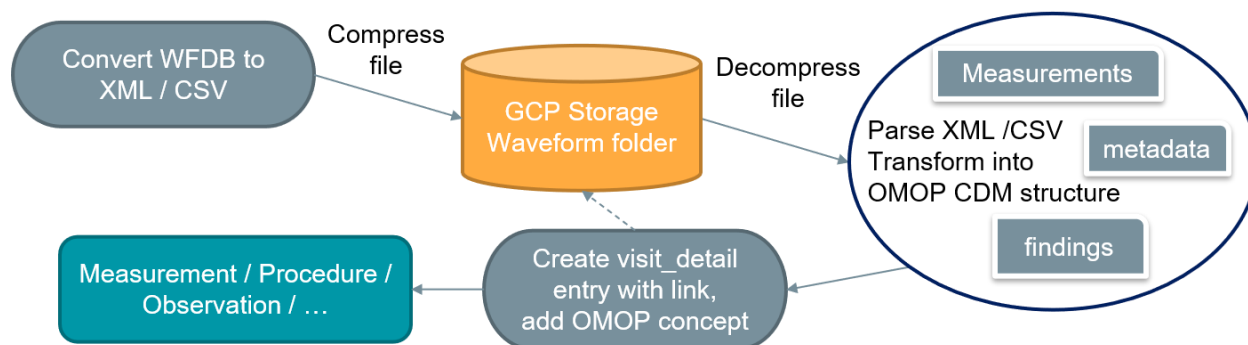 Convert WFDB to
XML / CSV
Compress
file
GCP Storage
Waveform folder
Decompress
file
Measurements
Parse XML /CSV
Transform into
OMOP CDM structure
metadata
findings
Create visit_detail
entry with link,
add OMOP concept
Measurement / Procedure /
Observation / …